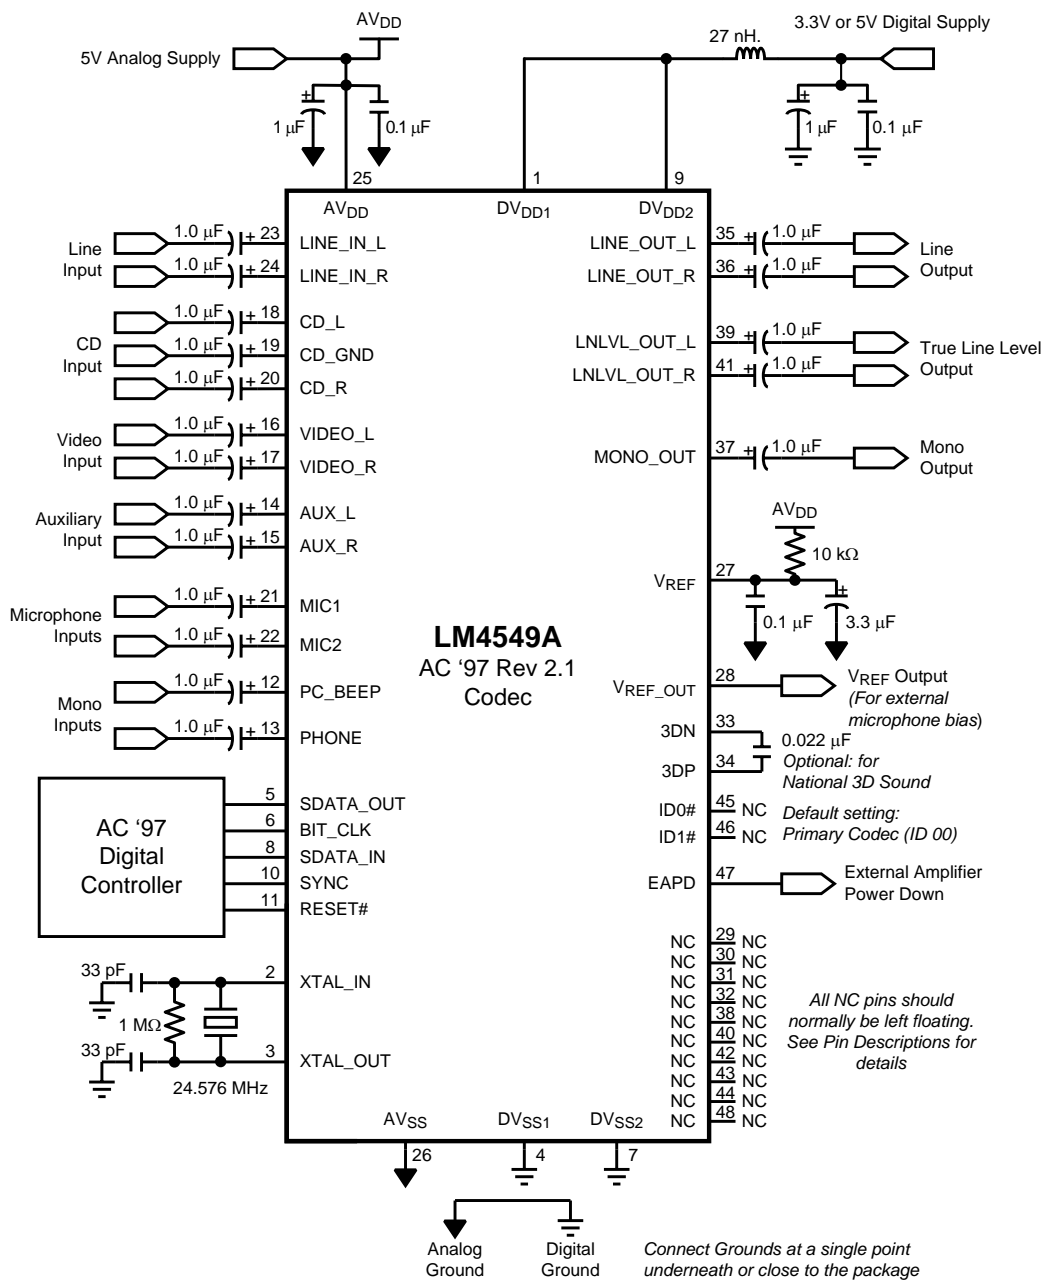 AVDD
5V Analog Supply
1 µF
0.1 µF
27 nH.
3.3V or 5V Digital Supply
1 µF
0.1 µF
25
1
9
AVDD
DVDD1
DVDD2
Line
Input
1.0 µF
+ 23
LINE_IN_L
1.0 µF
+ 24
LINE_IN_R
CD
Input
1.0 µF
+ 18
CD_L
1.0 µF
+ 19
CD_GND
1.0 µF
+ 20
CD_R
Video
Input
1.0 µF
+ 16
VIDEO_L
1.0 µF
+ 17
VIDEO_R
Auxiliary
Input
1.0 µF
+ 14
AUX_L
1.0 µF
+ 15
AUX_R
Microphone
Inputs
1.0 µF
+ 21
MIC1
1.0 µF
+ 22
MIC2
Mono
Inputs
1.0 µF
+ 12
PC_BEEP
1.0 µF
+ 13
PHONE
AC ‘97
Digital
Controller
5
SDATA_OUT
6
BIT_CLK
8
SDATA_IN
10
SYNC
11
RESET#
33 pF
2
XTAL_IN
1 MΩ
33 pF
3
XTAL_OUT
24.576 MHz
LM4549A
AC ‘97 Rev 2.1
Codec
LINE_OUT_L
35
+
1.0 µF
LINE_OUT_R
36
+
1.0 µF
Line
Output
LNLVL_OUT_L
39
+
1.0 µF
LNLVL_OUT_R
41
+
1.0 µF
True Line Level
Output
MONO_OUT
37
+
1.0 µF
Mono
Output
AVDD
10 kΩ
VREF
27
+
0.1 µF
3.3 µF
VREF_OUT
28
VREF Output
(For external
microphone bias)
3DN
33
0.022 µF
Optional: for
National 3D Sound
3DP
34
ID0#
45
NC
ID1#
46
NC
Default setting:
Primary Codec (ID 00)
EAPD
47
External Amplifier
Power Down
NC 29 NC
NC 30 NC
NC 31 NC
NC 32 NC
NC 38 NC
NC 40 NC
NC 42 NC
NC 43 NC
NC 44 NC
NC 48 NC
All NC pins should
normally be left floating.
See Pin Descriptions for
details
AVSS
DVSS1
DVSS2
26
4
7
Analog
Ground
Digital
Ground
Connect Grounds at a single point
underneath or close to the package